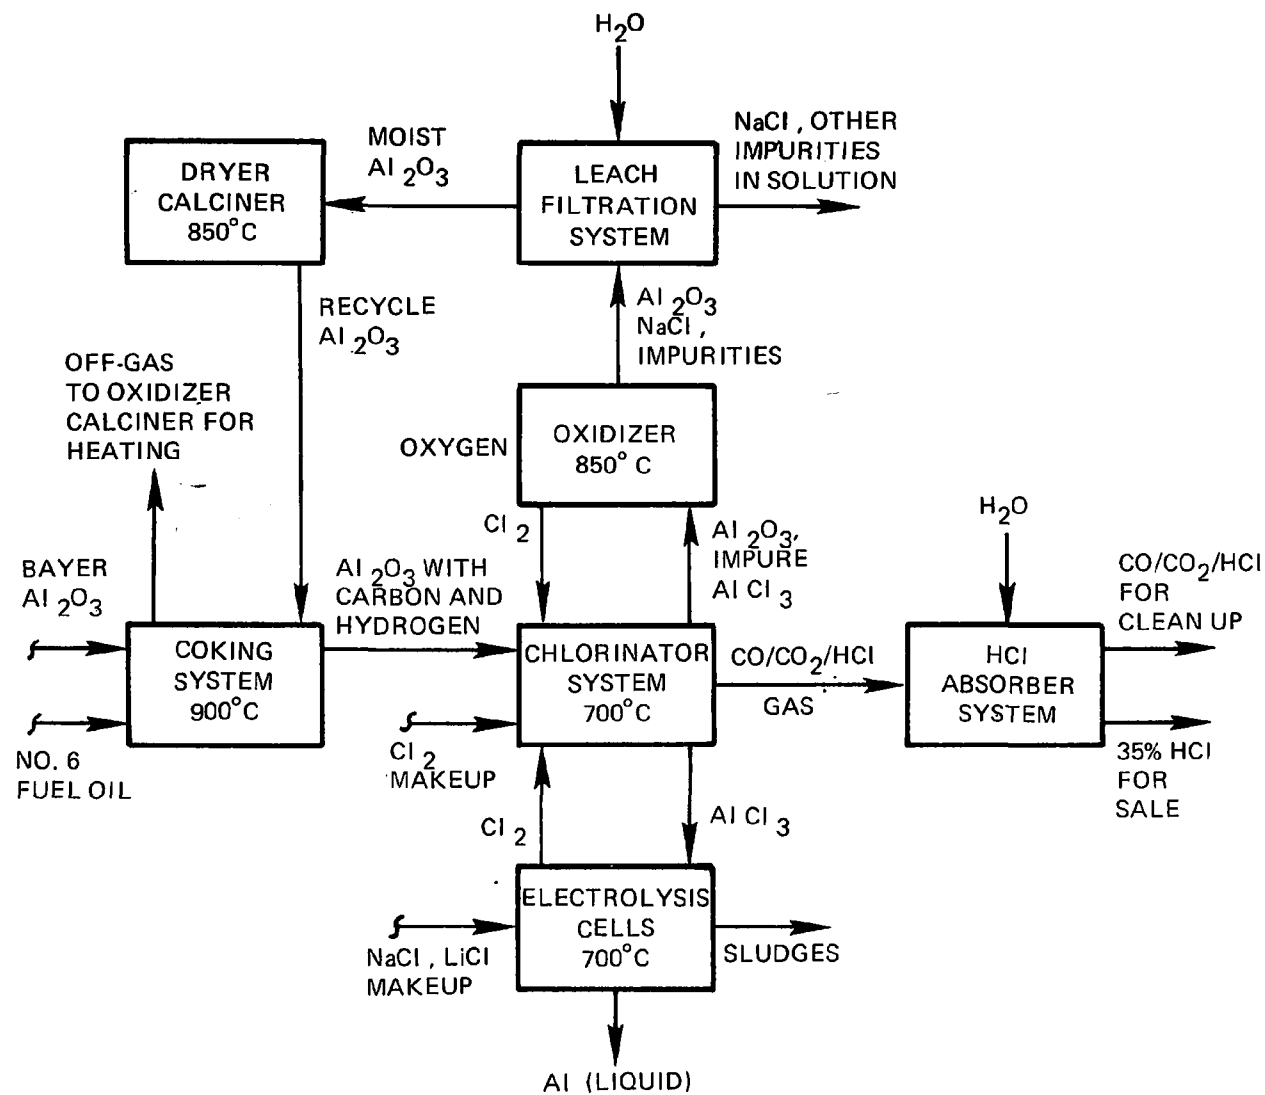 H2O
MOIST
Al2O3
DRYER
CALCINER
850°C
LEACH
FILTRATION
SYSTEM
NaCl, OTHER
IMPURITIES
IN SOLUTION
RECYCLE
Al2O3
Al2O3
NaCl,
IMPURITIES
OFF-GAS
TO OXIDIZER
CALCINER FOR
HEATING
OXYGEN
OXIDIZER
850°C
Cl2
Al2O3,
IMPURE
AlCl3
H2O
BAYER
Al2O3
Al2O3 WITH
CARBON AND
HYDROGEN
CO/CO2/HCl
FOR
CLEAN UP
COKING
SYSTEM
900°C
CHLORINATOR
SYSTEM
700°C
CO/CO2/HCl
GAS
HCl
ABSORBER
SYSTEM
NO. 6
FUEL OIL
Cl2
MAKEUP
35% HCl
FOR
SALE
Cl2
AlCl3
ELECTROLYSIS
CELLS
700°C
NaCl, LiCl
MAKEUP
SLUDGES
Al (LIQUID)